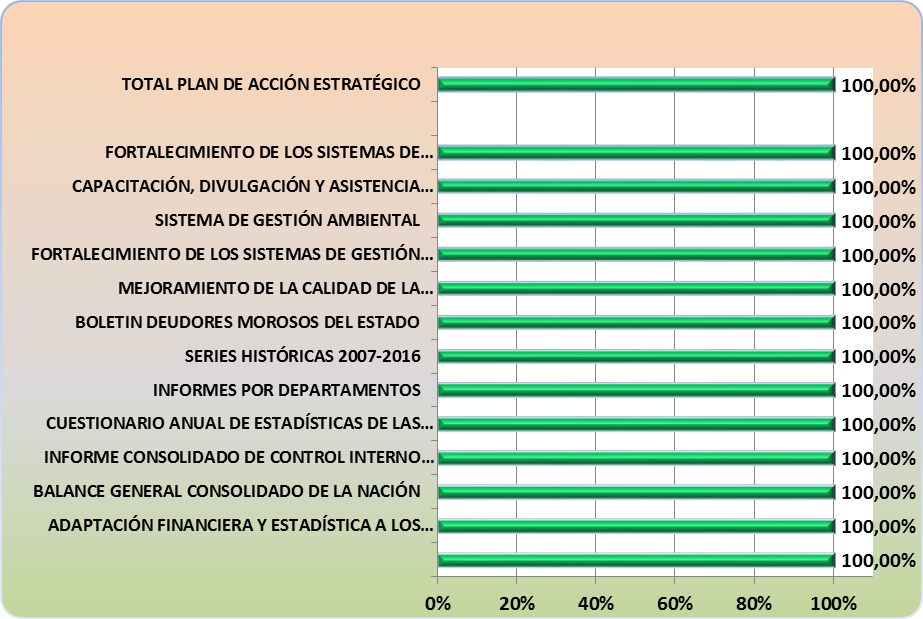 TOTAL PLAN DE ACCIÓN ESTRATÉGICO 100,00%
FORTALECIMIENTO DE LOS SISTEMAS DE... 100,00%
CAPACITACIÓN, DIVULGACIÓN Y ASISTENCIA... 100,00%
SISTEMA DE GESTIÓN AMBIENTAL 100,00%
FORTALECIMIENTO DE LOS SISTEMAS DE GESTIÓN... 100,00%
MEJORAMIENTO DE LA CALIDAD DE LA... 100,00%
BOLETIN DEUDORES MOROSOS DEL ESTADO 100,00%
SERIES HISTÓRICAS 2007-2016 100,00%
INFORMES POR DEPARTAMENTOS 100,00%
CUESTIONARIO ANUAL DE ESTADÍSTICAS DE LAS... 100,00%
INFORME CONSOLIDADO DE CONTROL INTERNO... 100,00%
BALANCE GENERAL CONSOLIDADO DE LA NACIÓN 100,00%
ADAPTACIÓN FINANCIERA Y ESTADÍSTICA A LOS... 100,00%
100,00%
0% 20% 40% 60% 80% 100%